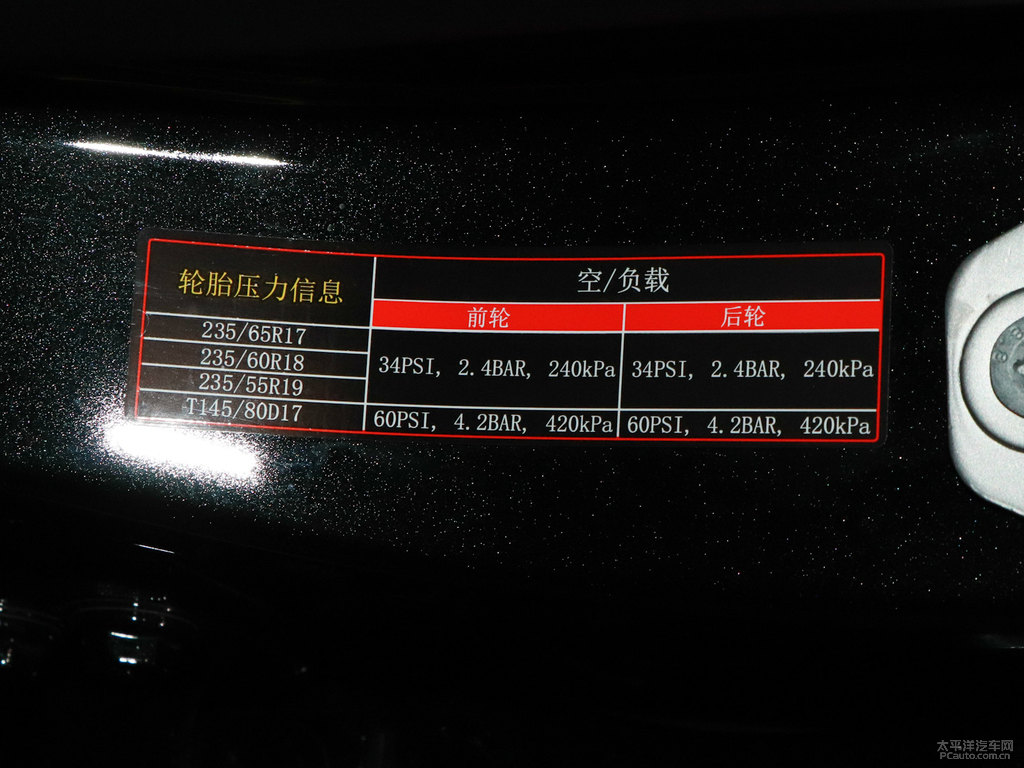 轮胎压力信息
空/负载
前轮 后轮
235/65R17
235/60R18
235/55R19
34PSI, 2.4BAR, 240kPa 34PSI, 2.4BAR, 240kPa
T145/80D17
60PSI, 4.2BAR, 420kPa 60PSI, 4.2BAR, 420kPa
太平洋汽车网
PCauto.com.cn